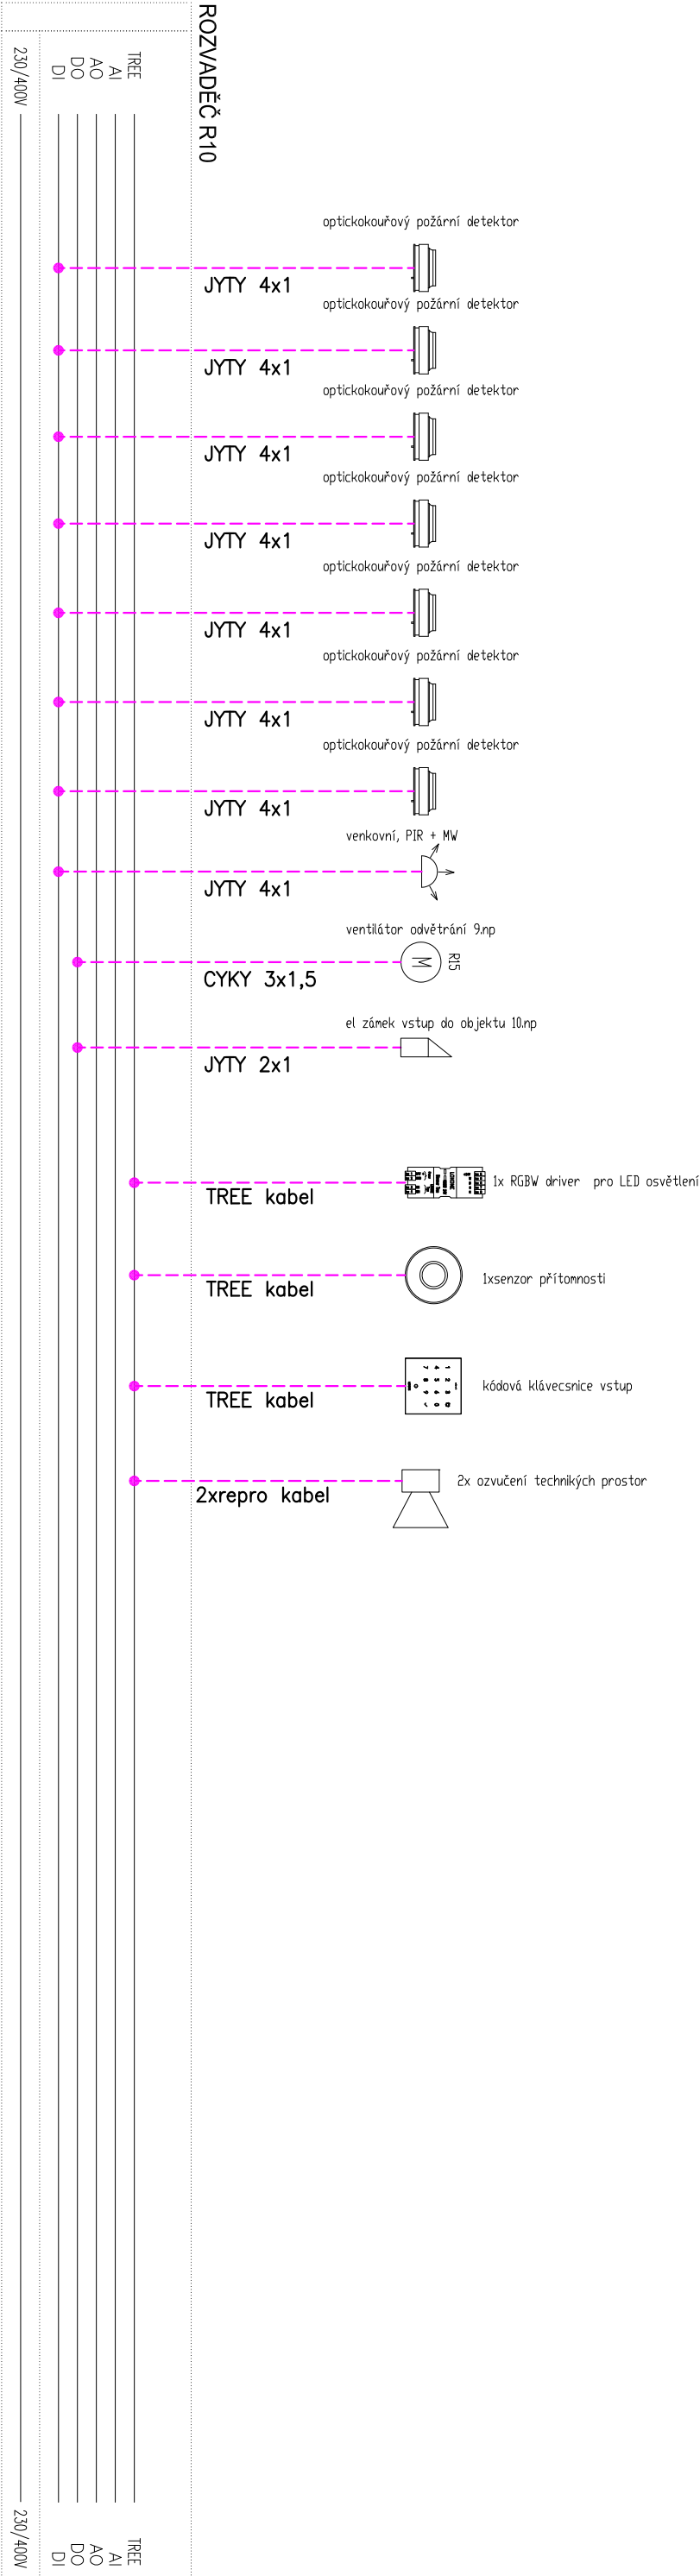 ROZVADĚČ R10
230/400V
DI
DO
AO
AI
TREE
optickokouřový požární detektor
JYTY 4x1
optickokouřový požární detektor
JYTY 4x1
optickokouřový požární detektor
JYTY 4x1
optickokouřový požární detektor
JYTY 4x1
optickokouřový požární detektor
JYTY 4x1
optickokouřový požární detektor
JYTY 4x1
optickokouřový požární detektor
JYTY 4x1
venkovní, PIR + MW
JYTY 4x1
ventilátor odvětrání 9.np
M
R15
CYKY 3x1,5
el zámek vstup do objektu 10.np
JYTY 2x1
1x RGBW driver pro LED osvětlení
TREE kabel
1xsenzor přítomnosti
TREE kabel
kódová klávecsnice vstup
TREE kabel
2x ozvučení technikých prostor
2xrepro kabel
230/400V
DI
DO
AO
AI
TREE